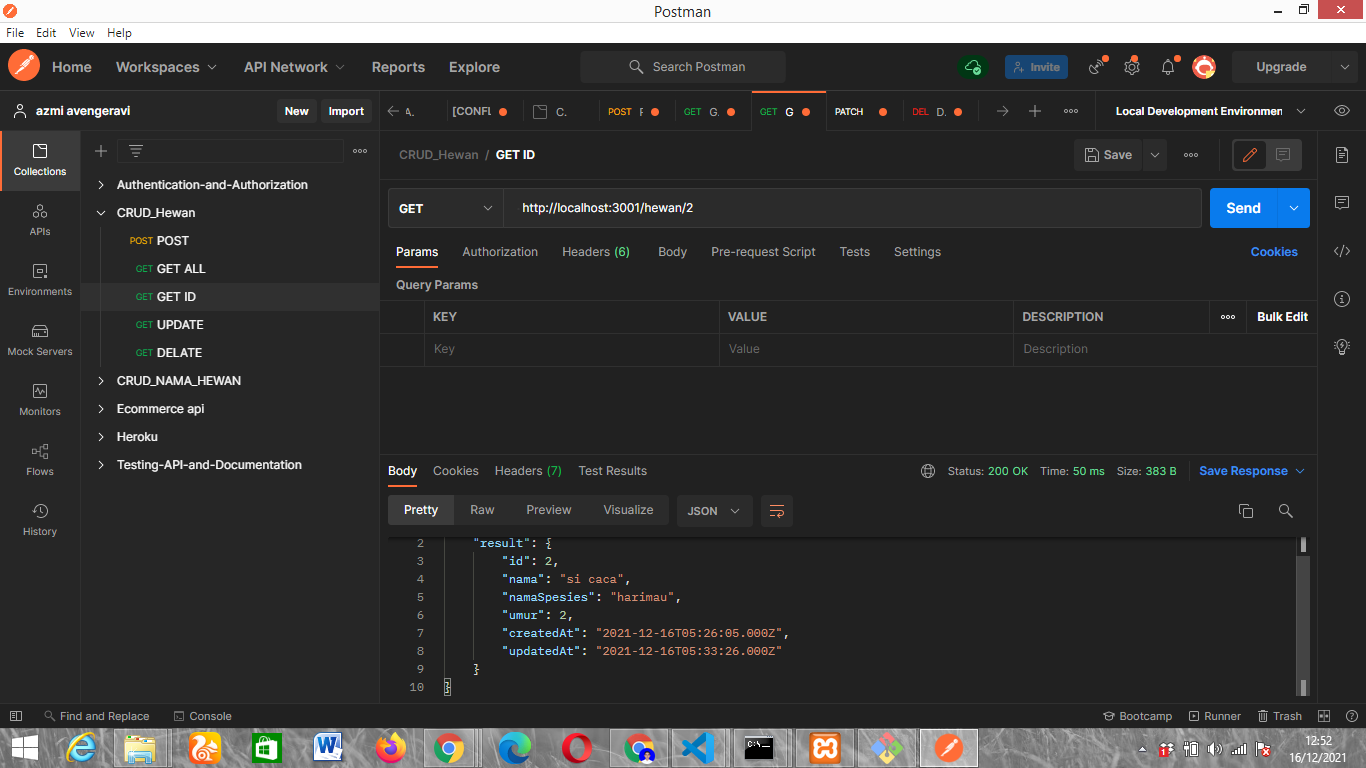 Postman
File Edit View Help
Home Workspaces API Network Reports Explore Search Postman Invite Upgrade
azmi avengeravi New Import
[CONFI C. POST GET G. GET G PATCH DEL D. Local Development Environmen
CRUD_Hewan / GET ID Save
GET http://localhost:3001/hewan/2 Send
Params Authorization Headers (6) Body Pre-request Script Tests Settings Cookies
Query Params
KEY VALUE DESCRIPTION Bulk Edit
Key Value Description
Collections
APIs
Environments
Mock Servers
Monitors
Flows
History
Authentication-and-Authorization
CRUD_Hewan
POST POST
GET GET ALL
GET GET ID
GET UPDATE
GET DELATE
CRUD_NAMA_HEWAN
Ecommerce api
Heroku
Testing-API-and-Documentation
Body Cookies Headers (7) Test Results Status: 200 OK Time: 50 ms Size: 383 B Save Response
Pretty Raw Preview Visualize JSON
2 "result": {
3 "id": 2,
4 "nama": "si caca",
5 "namaSpesies": "harimau",
6 "umur": 2,
7 "createdAt": "2021-12-16T05:26:05.000Z",
8 "updatedAt": "2021-12-16T05:33:26.000Z"
9 }
10 }
Find and Replace Console Bootcamp Runner Trash
12:52
16/12/2021